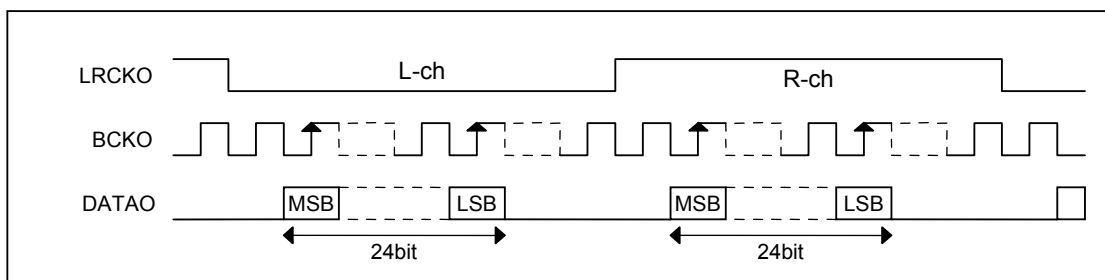 LRCKO L-ch R-ch
BCKO
DATAO MSB LSB MSB LSB
24bit 24bit